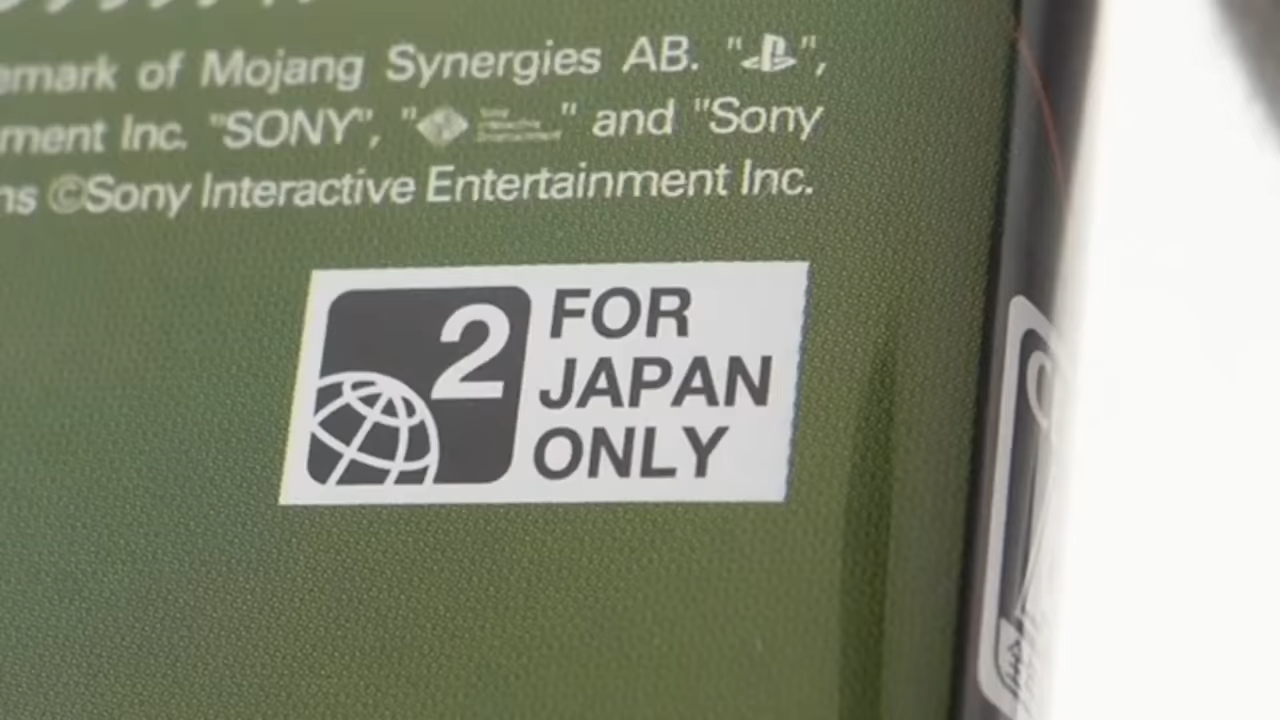 emark of Mojang Synergies AB. "", 
ment Inc. "SONY", "" and "Sony
ns ©Sony Interactive Entertainment Inc.
2
FOR
JAPAN
ONLY